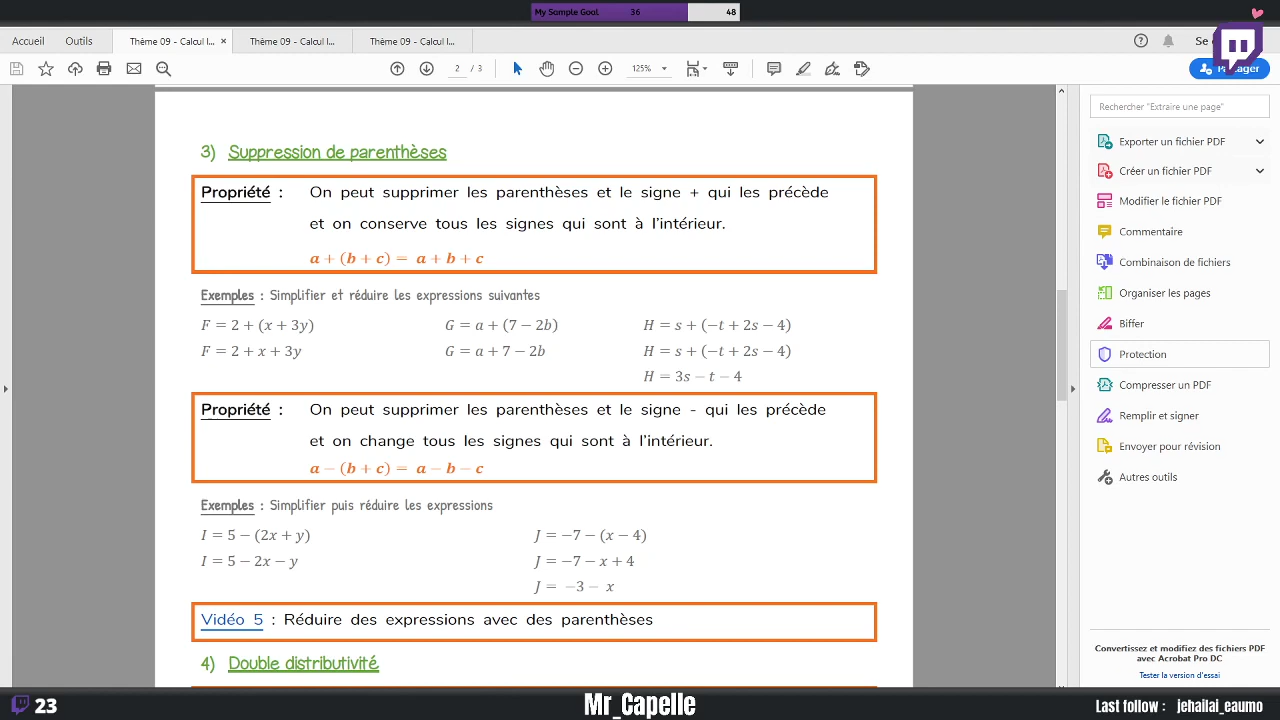 My Sample Goal 36 48
Accueil Outils Thème 09 - Calcul l... × Thème 09 - Calcul l... Thème 09 - Calcul l... Se
2 / 3 125% Partager
3) Suppression de parenthèses
Propriété : On peut supprimer les parenthèses et le signe + qui les précède
et on conserve tous les signes qui sont à l'intérieur.
a + (b + c) = a + b + c
Exemples : Simplifier et réduire les expressions suivantes
F = 2 + (x + 3y) G = a + (7 − 2b) H = s + (−t + 2s − 4)
F = 2 + x + 3y G = a + 7 − 2b H = s + (−t + 2s − 4)
H = 3s − t − 4
Propriété : On peut supprimer les parenthèses et le signe - qui les précède
et on change tous les signes qui sont à l'intérieur.
a − (b + c) = a − b − c
Exemples : Simplifier puis réduire les expressions
I = 5 − (2x + y) J = −7 − (x − 4)
I = 5 − 2x − y J = −7 − x + 4
J = −3 − x
Vidéo 5 : Réduire des expressions avec des parenthèses
4) Double distributivité
Rechercher "Extraire une page"
Exporter un fichier PDF
Créer un fichier PDF
Modifier le fichier PDF
Commentaire
Combinaison de fichiers
Organiser les pages
Biffer
Protection
Compresser un PDF
Remplir et signer
Envoyer pour révision
Autres outils
Convertissez et modifiez des fichiers PDF
avec Acrobat Pro DC
Tester la version d'essai
23 Mr_Capelle Last follow : jehailai_eaumo